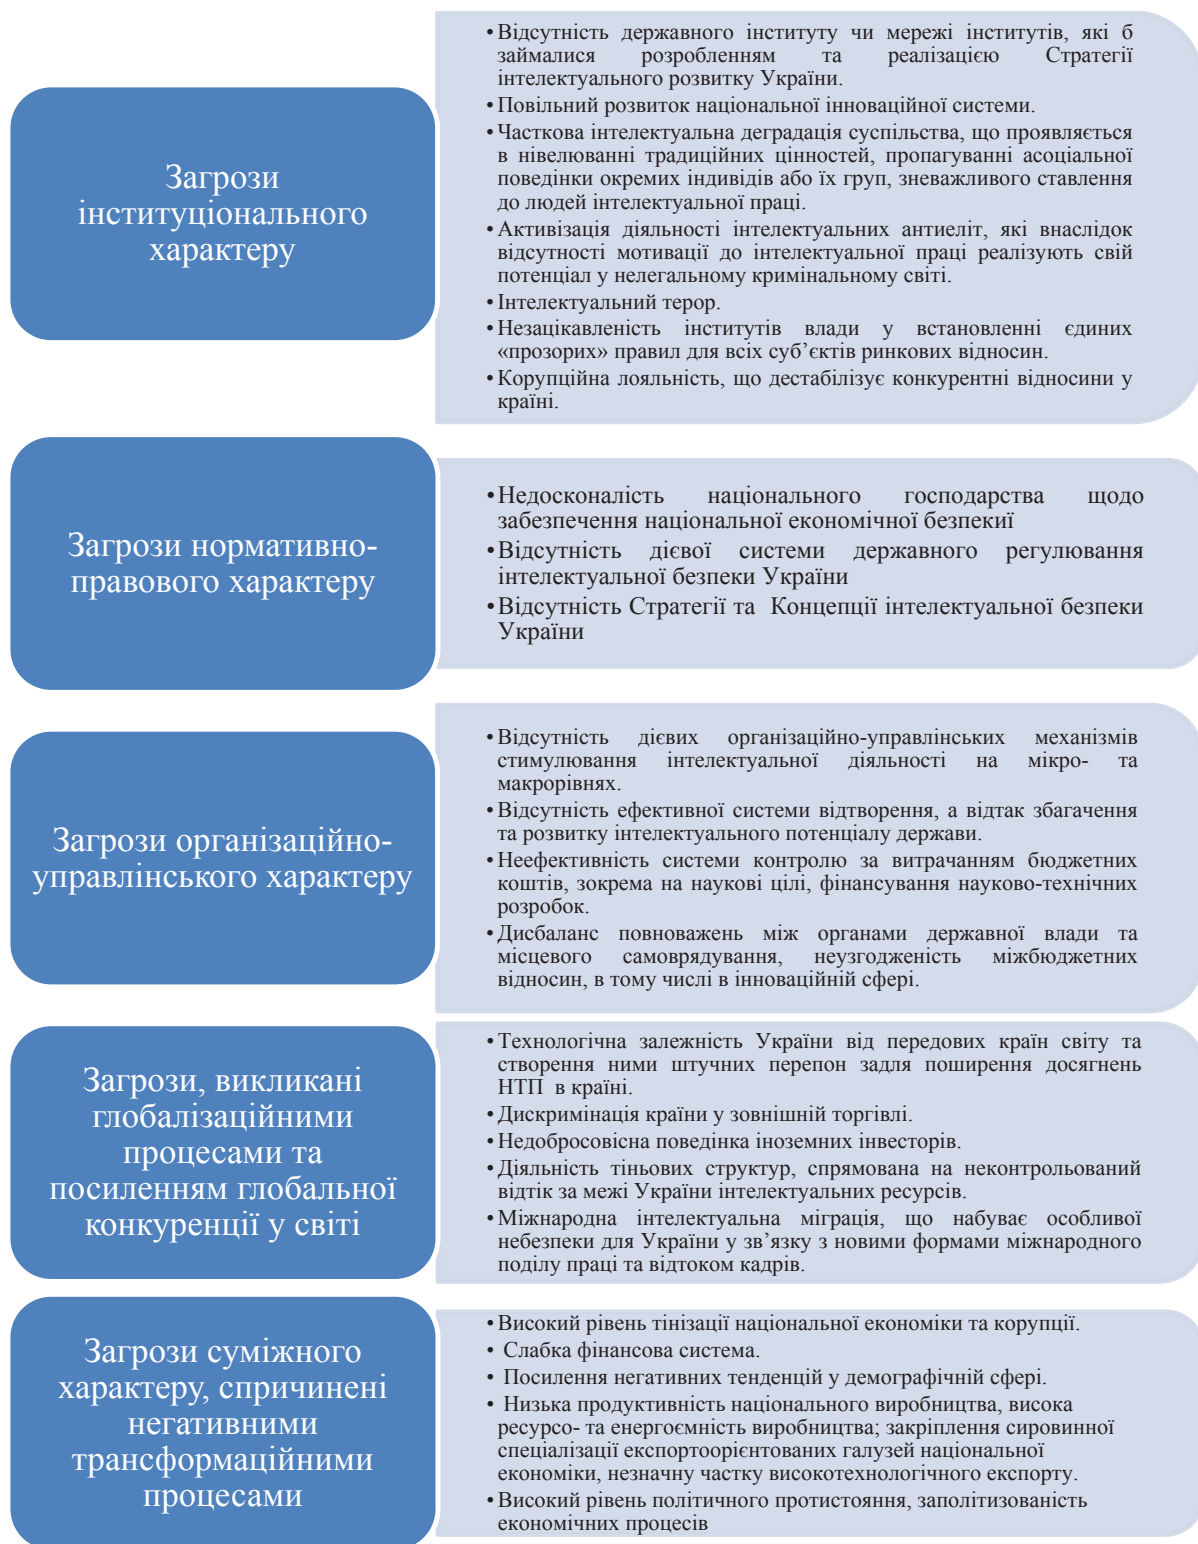 Загрози
інституціонального
характеру
•Відсутність державного інституту чи мережі інститутів, які б
займалися розробленням та реалізацією Стратегії
інтелектуального розвитку України.
•Повільний розвиток національної інноваційної системи.
•Часткова інтелектуальна деградація суспільства, що проявляється
в нівелюванні традиційних цінностей, пропагуванні асоціальної
поведінки окремих індивідів або їх груп, зневажливого ставлення
до людей інтелектуальної праці.
•Активізація діяльності інтелектуальних антиеліт, які внаслідок
відсутності мотивації до інтелектуальної праці реалізують свій
потенціал у нелегальному кримінальному світі.
•Інтелектуальний терор.
•Незацікавленість інститутів влади у встановленні єдиних
«прозорих» правил для всіх суб’єктів ринкових відносин.
•Корупційна лояльність, що дестабілізує конкурентні відносини у
країні.
Загрози нормативно-
правового характеру
•Недосконалість національного господарства щодо
забезпечення національної економічної безпекиї
•Відсутність дієвої системи державного регулювання
інтелектуальної безпеки України
•Відсутність Стратегії та Концепції інтелектуальної безпеки
України
Загрози організаційно-
управлінського характеру
•Відсутність дієвих організаційно-управлінських механізмів
стимулювання інтелектуальної діяльності на мікро- та
макрорівнях.
•Відсутність ефективної системи відтворення, а відтак збагачення
та розвитку інтелектуального потенціалу держави.
•Неефективність системи контролю за витрачанням бюджетних
коштів, зокрема на наукові цілі, фінансування науково-технічних
розробок.
•Дисбаланс повноважень між органами державної влади та
місцевого самоврядування, неузгодженість міжбюджетних
відносин, в тому числі в інноваційній сфері.
Загрози, викликані
глобалізаційними
процесами та
посиленням глобальної
конкуренції у світі
•Технологічна залежність України від передових країн світу та
створення ними штучних перепон задля поширення досягнень
НТП в країні.
•Дискримінація країни у зовнішній торгівлі.
•Недобросовісна поведінка іноземних інвесторів.
•Діяльність тіньових структур, спрямована на неконтрольований
відтік за межі України інтелектуальних ресурсів.
•Міжнародна інтелектуальна міграція, що набуває особливої
небезпеки для України у зв’язку з новими формами міжнародного
поділу праці та відтоком кадрів.
Загрози суміжного
характеру, спричинені
негативними
трансформаційними
процесами
•Високий рівень тінізації національної економіки та корупції.
• Слабка фінансова система.
•Посилення негативних тенденцій у демографічній сфері.
• Низька продуктивність національного виробництва, висока
ресурсо- та енергоємність виробництва; закріплення сировинної
спеціалізації експортоорієнтованих галузей національної
економіки, незначну частку високотехнологічного експорту.
•Високий рівень політичного протистояння, заполітизованість
економічних процесів